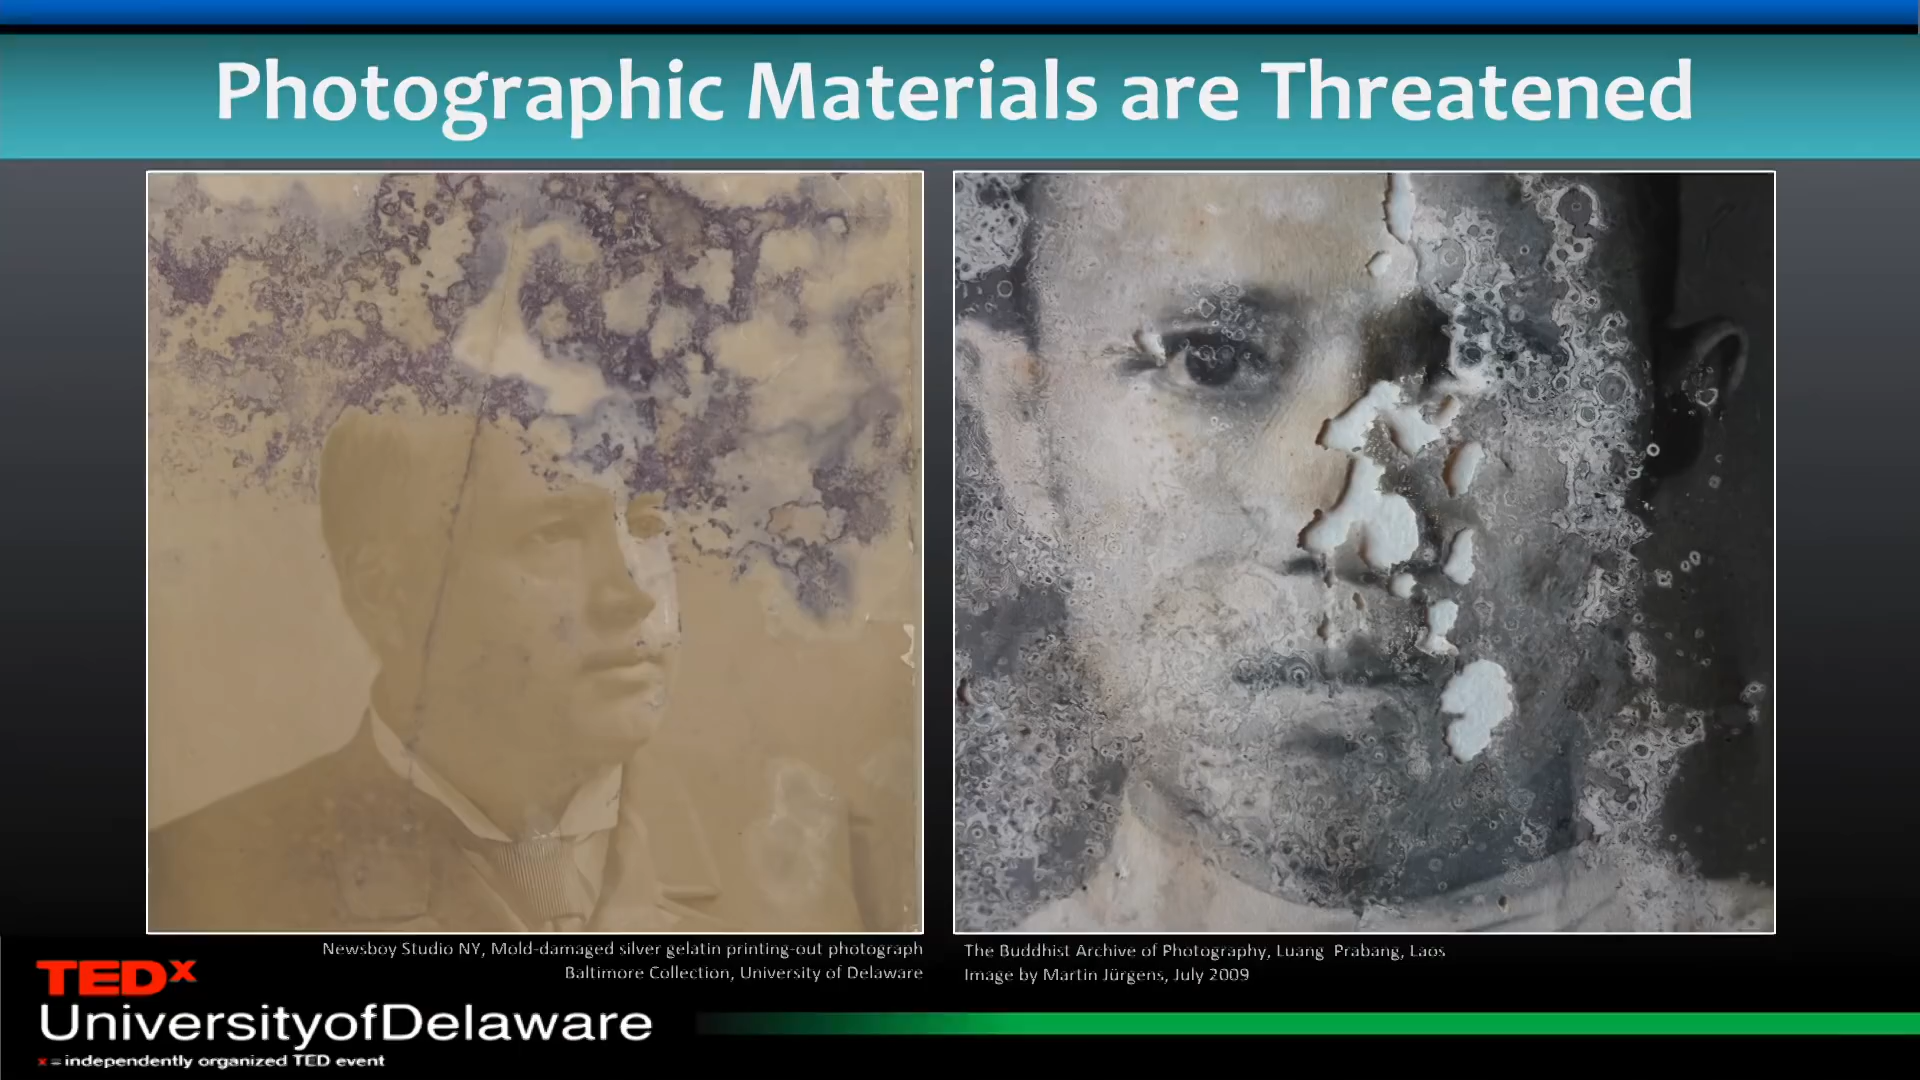 Photographic Materials are Threatened
Newsboy Studio NY, Mold-damaged silver gelatin printing-out photograph
Baltimore Collection, University of Delaware
The Buddhist Archive of Photography, Luang Prabang, Laos
Image by Martin Jürgens, July 2009
TEDx
UniversityofDelaware
x = independently organized TED event